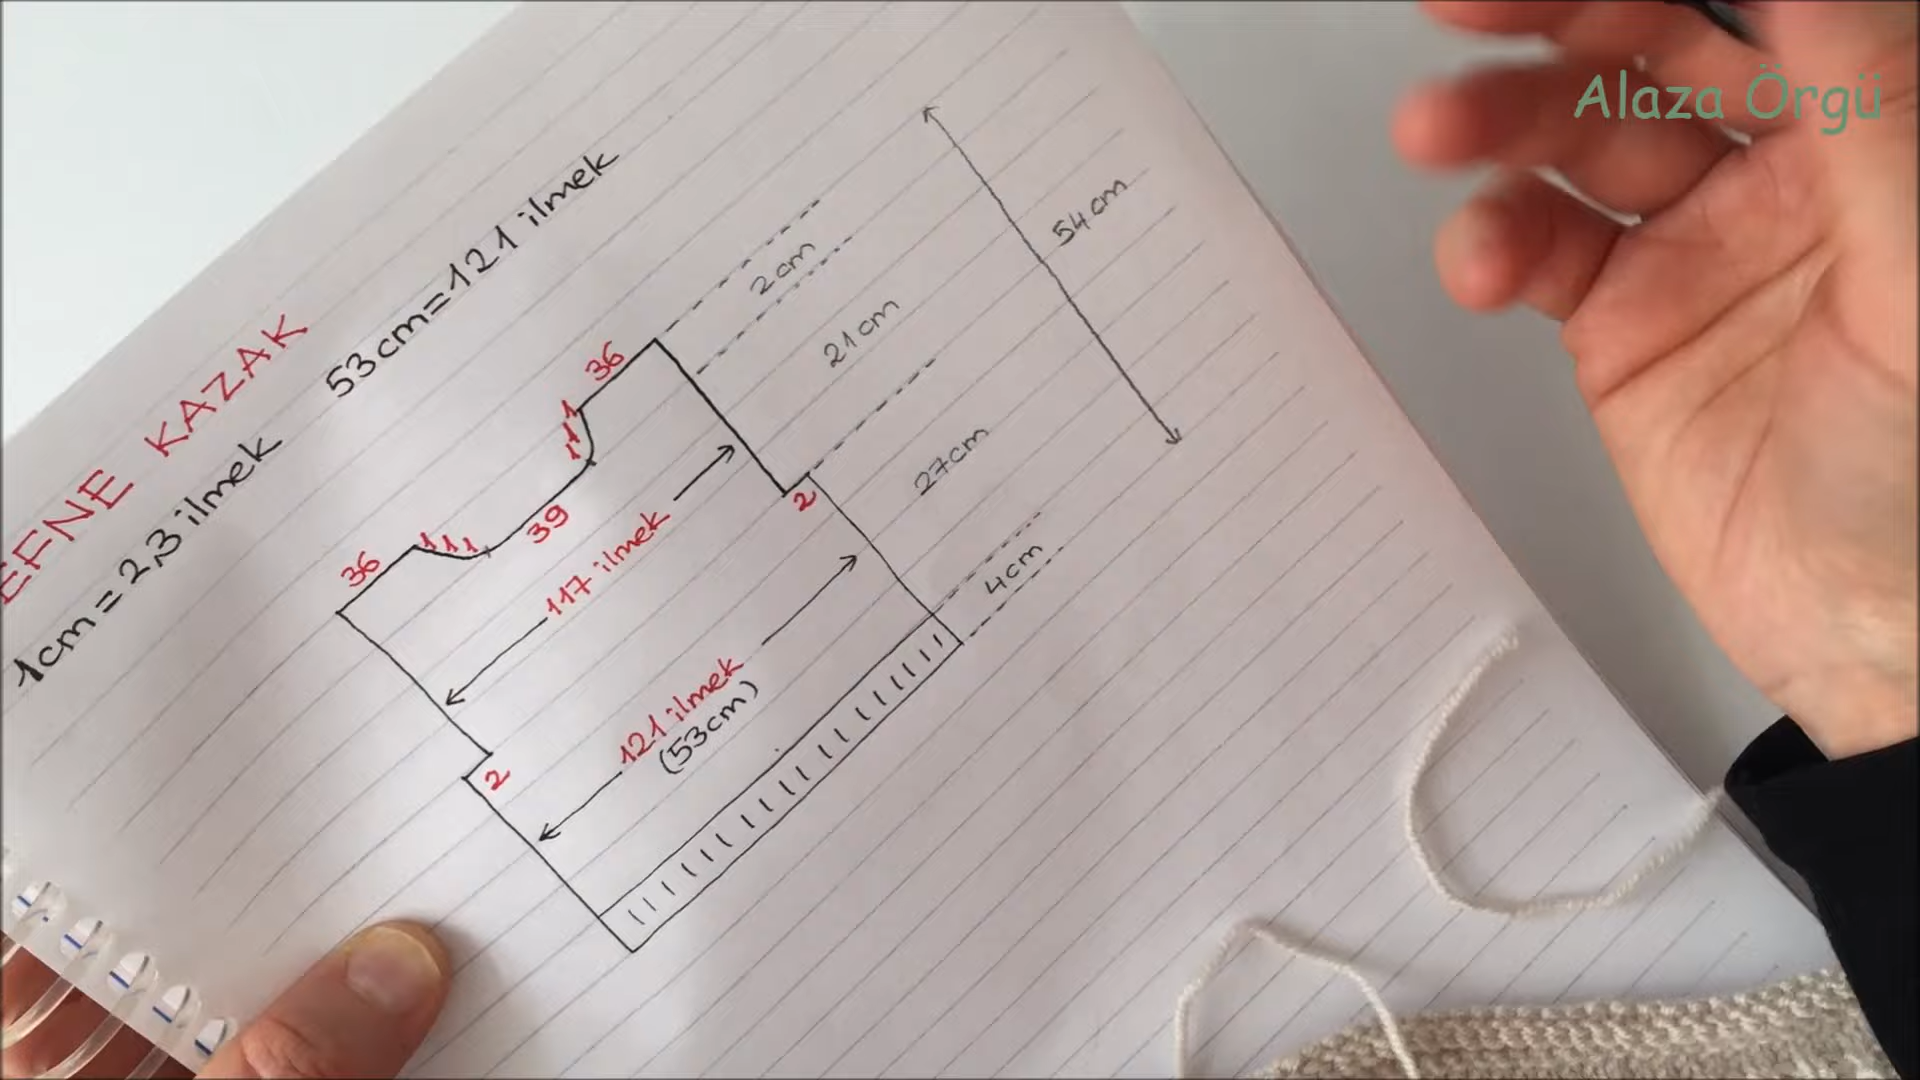 Alaza Örgü
EFNE KAZAK
1cm = 2,3 ilmek
53cm=121 ilmek
36
1
1
1
39
1
1
1
36
117 ilmek
2
2
121 ilmek
(53cm)
2cm
21cm
27cm
4cm
54cm